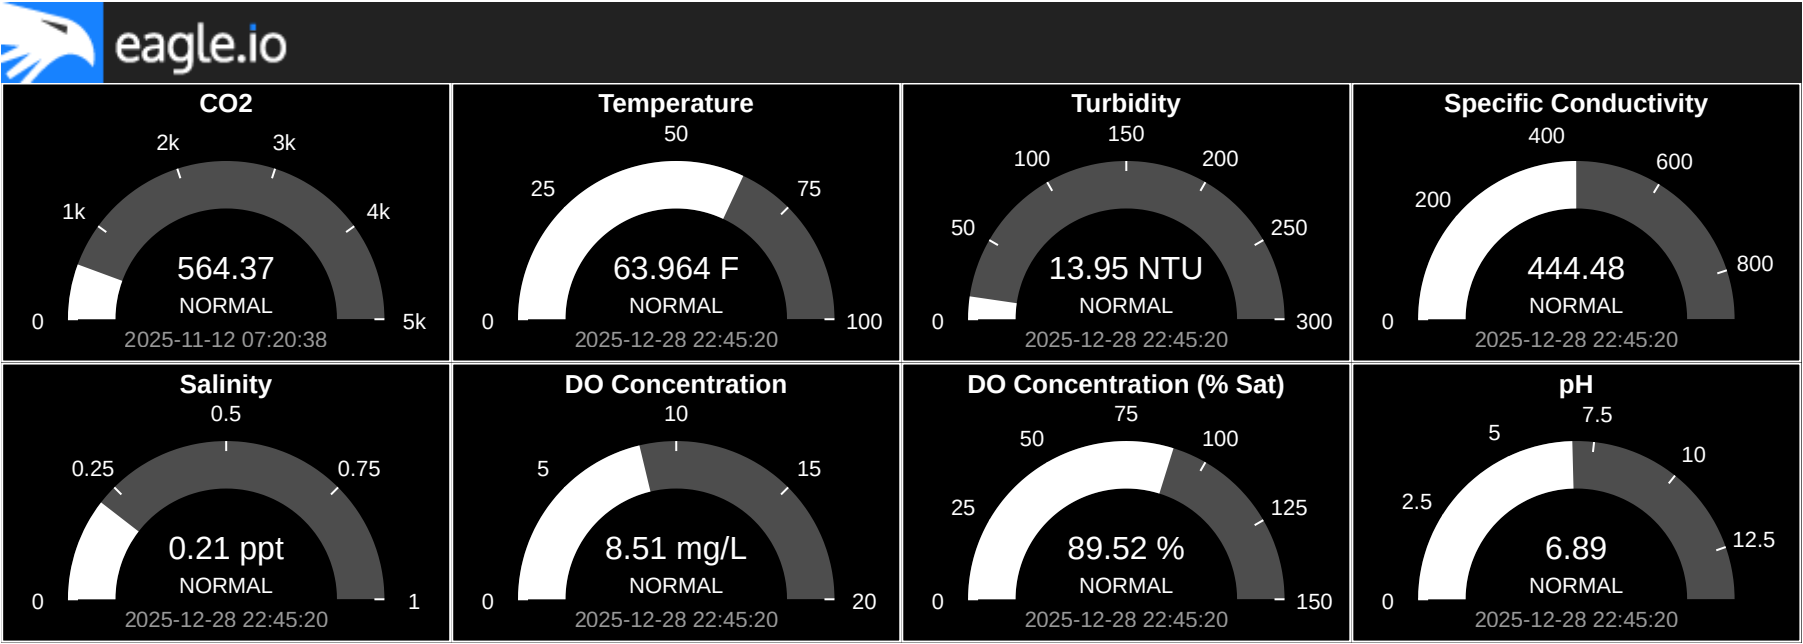 eagle.io
CO2
0
1k
2k
3k
4k
5k
564.37
NORMAL
2025-11-12 07:20:38
Temperature
0
25
50
75
100
63.964 F
NORMAL
2025-12-28 22:45:20
Turbidity
0
50
100
150
200
250
300
13.95 NTU
NORMAL
2025-12-28 22:45:20
Specific Conductivity
0
200
400
600
800
444.48
NORMAL
2025-12-28 22:45:20
Salinity
0
0.25
0.5
0.75
1
0.21 ppt
NORMAL
2025-12-28 22:45:20
DO Concentration
0
5
10
15
20
8.51 mg/L
NORMAL
2025-12-28 22:45:20
DO Concentration (% Sat)
0
25
50
75
100
125
150
89.52 %
NORMAL
2025-12-28 22:45:20
pH
0
2.5
5
7.5
10
12.5
6.89
NORMAL
2025-12-28 22:45:20